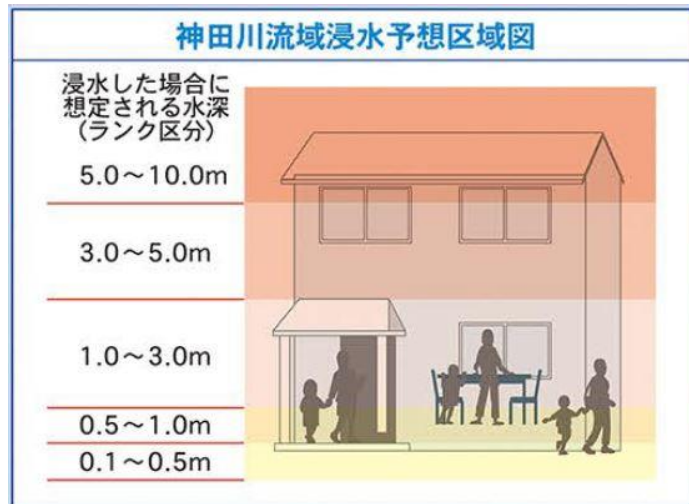 神田川流域浸水予想区域図
浸水した場合に
想定される水深
(ランク区分)
5.0～10.0m
3.0～5.0m
1.0～3.0m
0.5～1.0m
0.1～0.5m